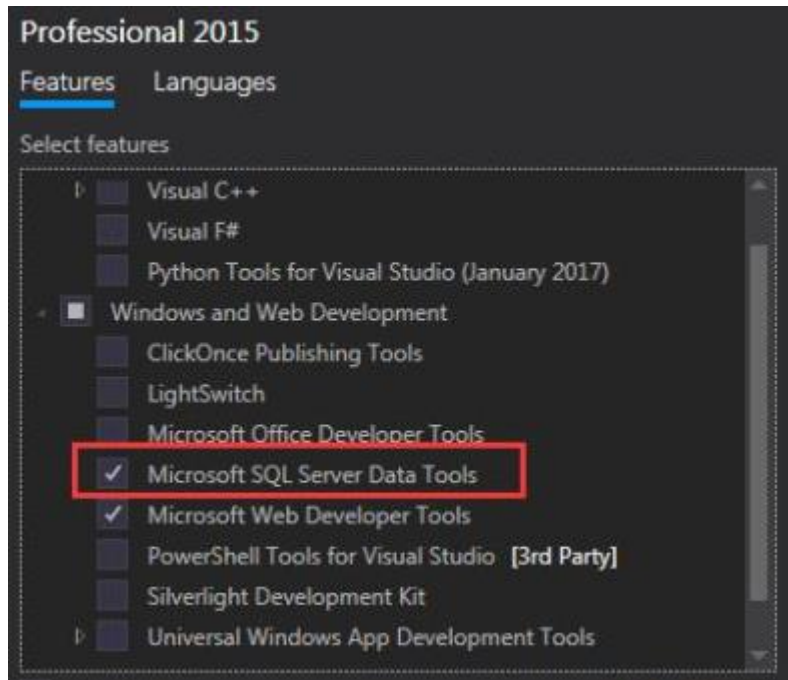 Professional 2015
Features Languages
Select features
Visual C++
Visual F#
Python Tools for Visual Studio (January 2017)
Windows and Web Development
ClickOnce Publishing Tools
LightSwitch
Microsoft Office Developer Tools
Microsoft SQL Server Data Tools
Microsoft Web Developer Tools
PowerShell Tools for Visual Studio [3rd Party]
Silverlight Development Kit
Universal Windows App Development Tools